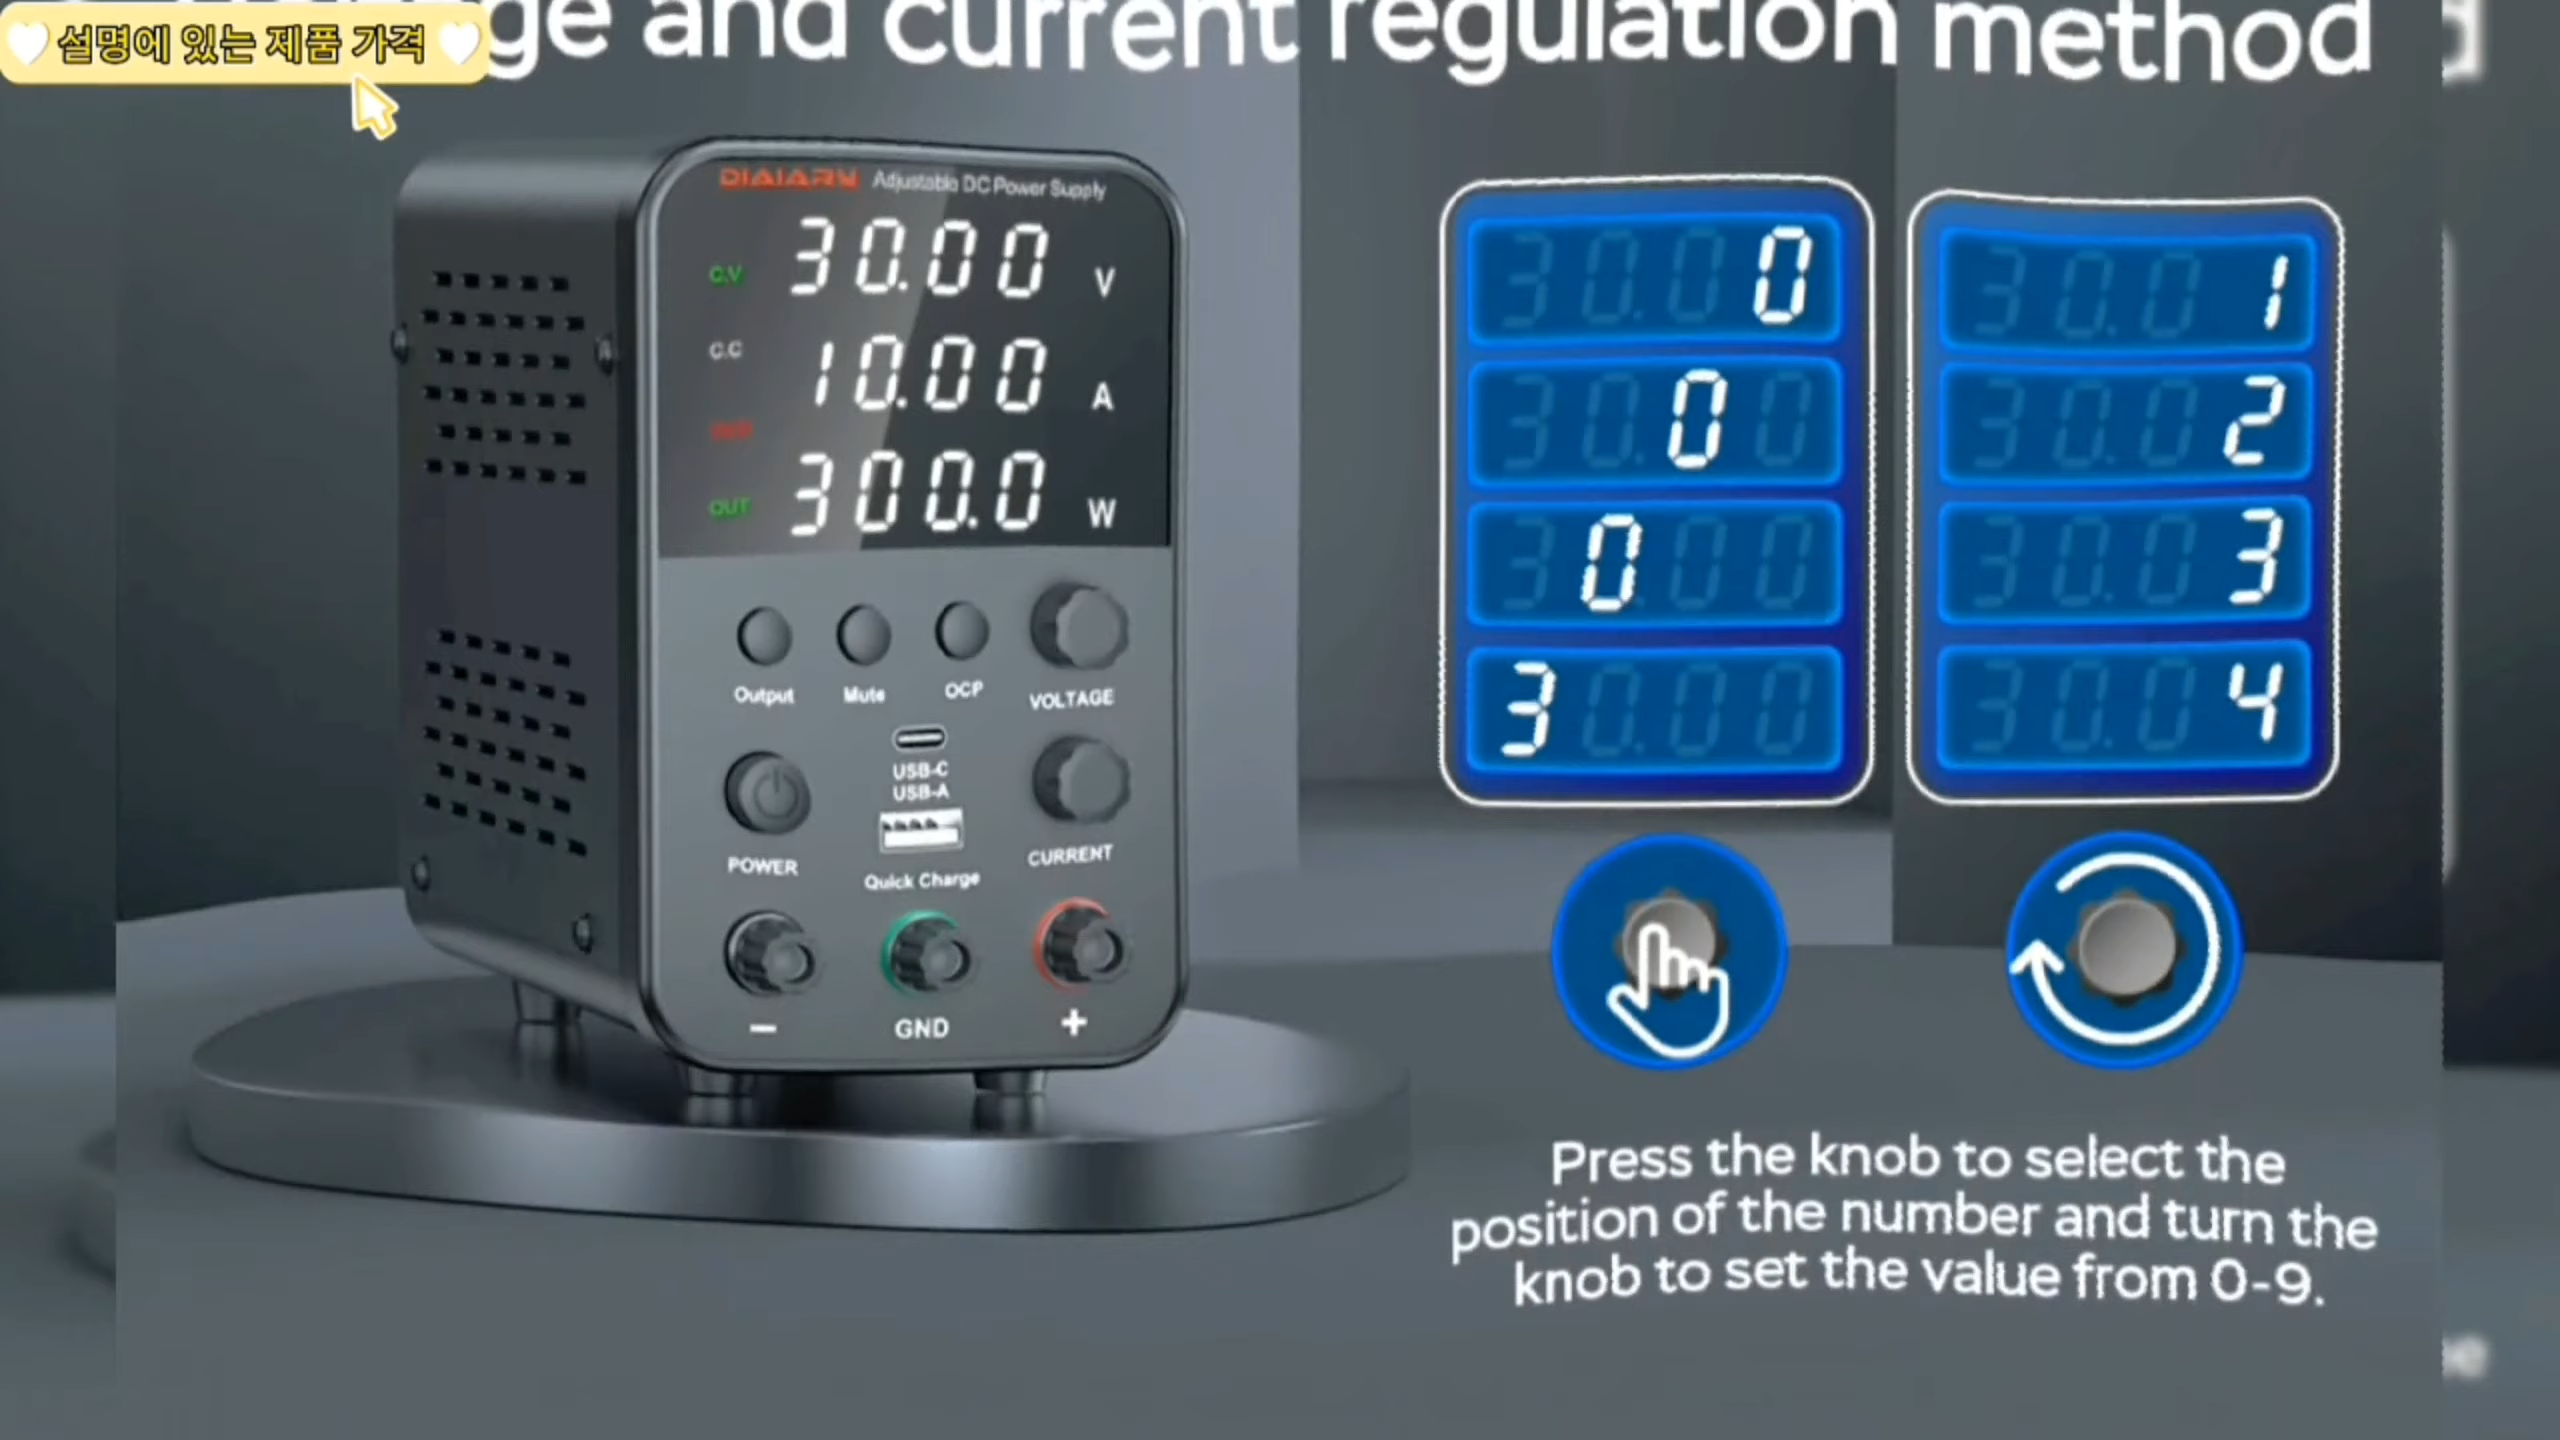 설명에 있는 제품 가격
ge and current regulation method
DIAIARY Adjustable DC Power Supply
C.V 30.00 V
C.C 10.00 A
300.0 W
OUT
30.00
30.00
30.00
30.00
30.01
30.02
30.03
30.04
Output Mute OCP VOLTAGE
USB-C
USB-A
POWER Quick Charge CURRENT
- GND +
Press the knob to select the
position of the number and turn the
knob to set the value from 0-9.